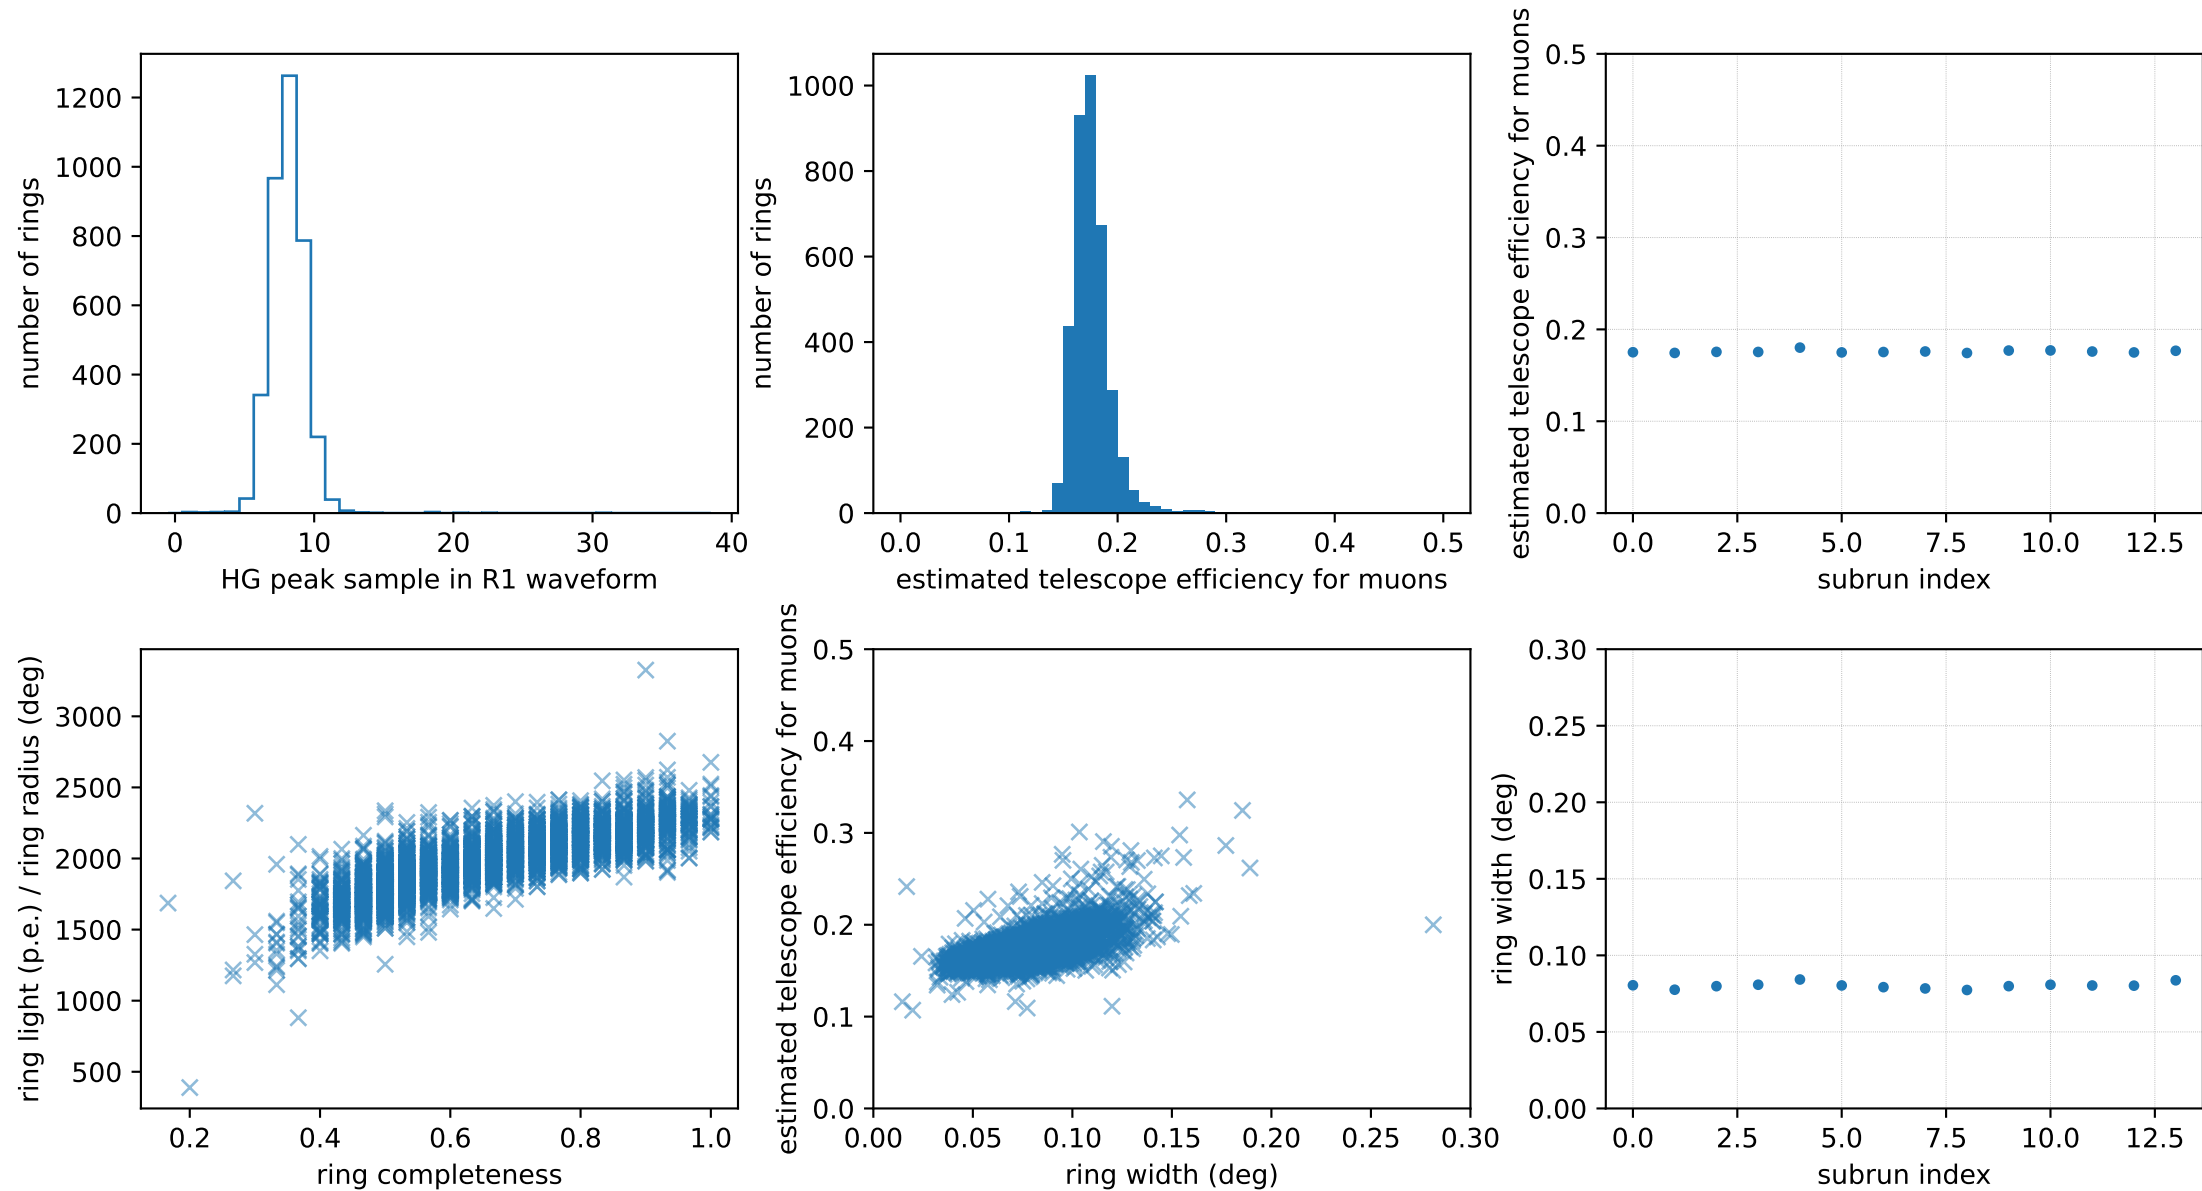 number of rings
1200
1000
800
600
400
200
0
0 10 20 30 40
HG peak sample in R1 waveform
number of rings
1000
800
600
400
200
0
0.0 0.1 0.2 0.3 0.4 0.5
estimated telescope efficiency for muons
estimated telescope efficiency for muons
0.5
0.4
0.3
0.2
0.1
0.0
0.0 2.5 5.0 7.5 10.0 12.5
subrun index
ring light (p.e.) / ring radius (deg)
3000
2500
2000
1500
1000
500
0.2 0.4 0.6 0.8 1.0
ring completeness
estimated telescope efficiency for muons
0.5
0.4
0.3
0.2
0.1
0.0
0.00 0.05 0.10 0.15 0.20 0.25 0.30
ring width (deg)
ring width (deg)
0.30
0.25
0.20
0.15
0.10
0.05
0.00
0.0 2.5 5.0 7.5 10.0 12.5
subrun index